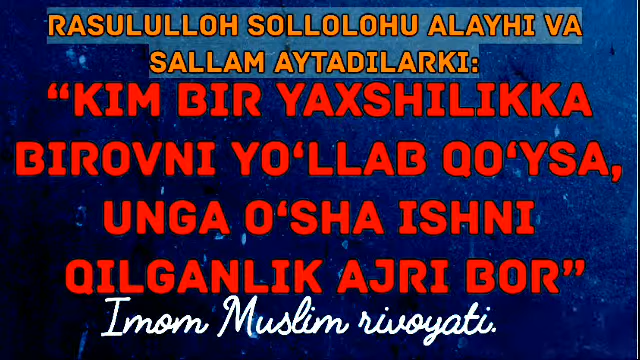 RASULULLOH SOLLOLOHU ALAYHI VA
SALLAM AYTADILARKI:
“KIM BIR YAXSHILIKKA
BIROVNI YO‘LLAB QO‘YSA,
UNGA O‘SHA ISHNI
QILGANLIK AJRI BOR”
Imom Muslim rivoyati.